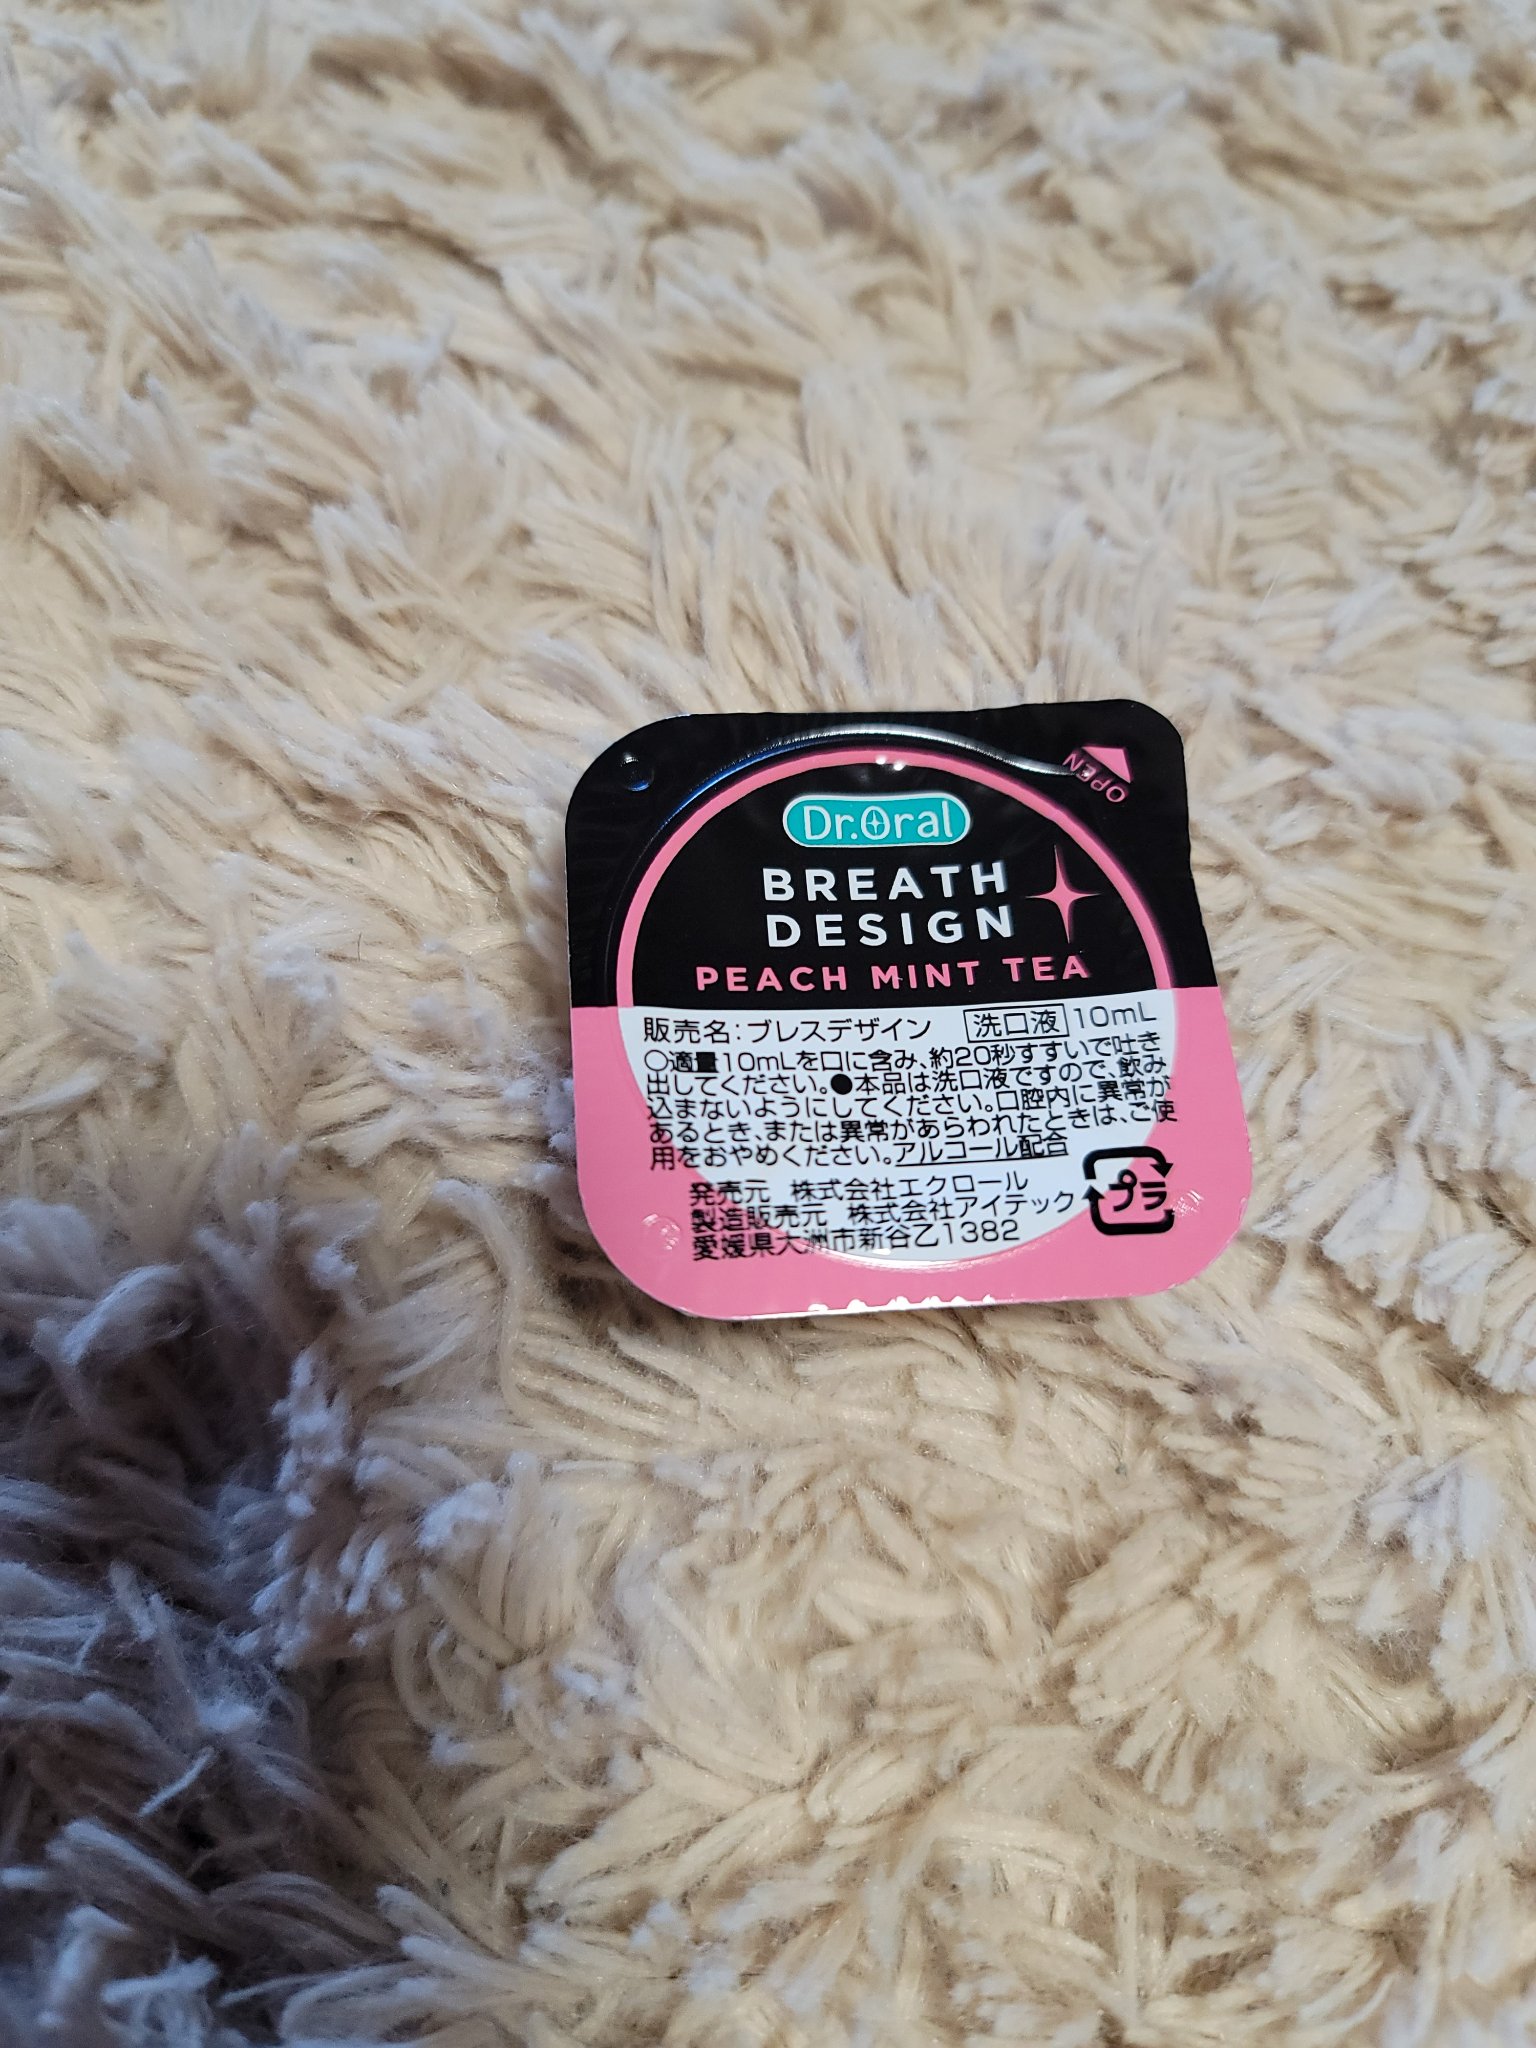 OPEN
Dr.Oral
BREATH
DESIGN
PEACH MINT TEA
販売名:ブレスデザイン 洗口液 10mL
○適量10mLを口に含み、約20秒すすいで吐き
出してください。●本品は洗口液ですので、飲み
込まないようにしてください。口腔内に異常が
あるとき、または異常があらわれたときは、ご使
用をおやめください。アルコール配合
発売元 株式会社エクロール
製造販売元 株式会社アイテック
愛媛県大洲市新谷乙1382
プラ